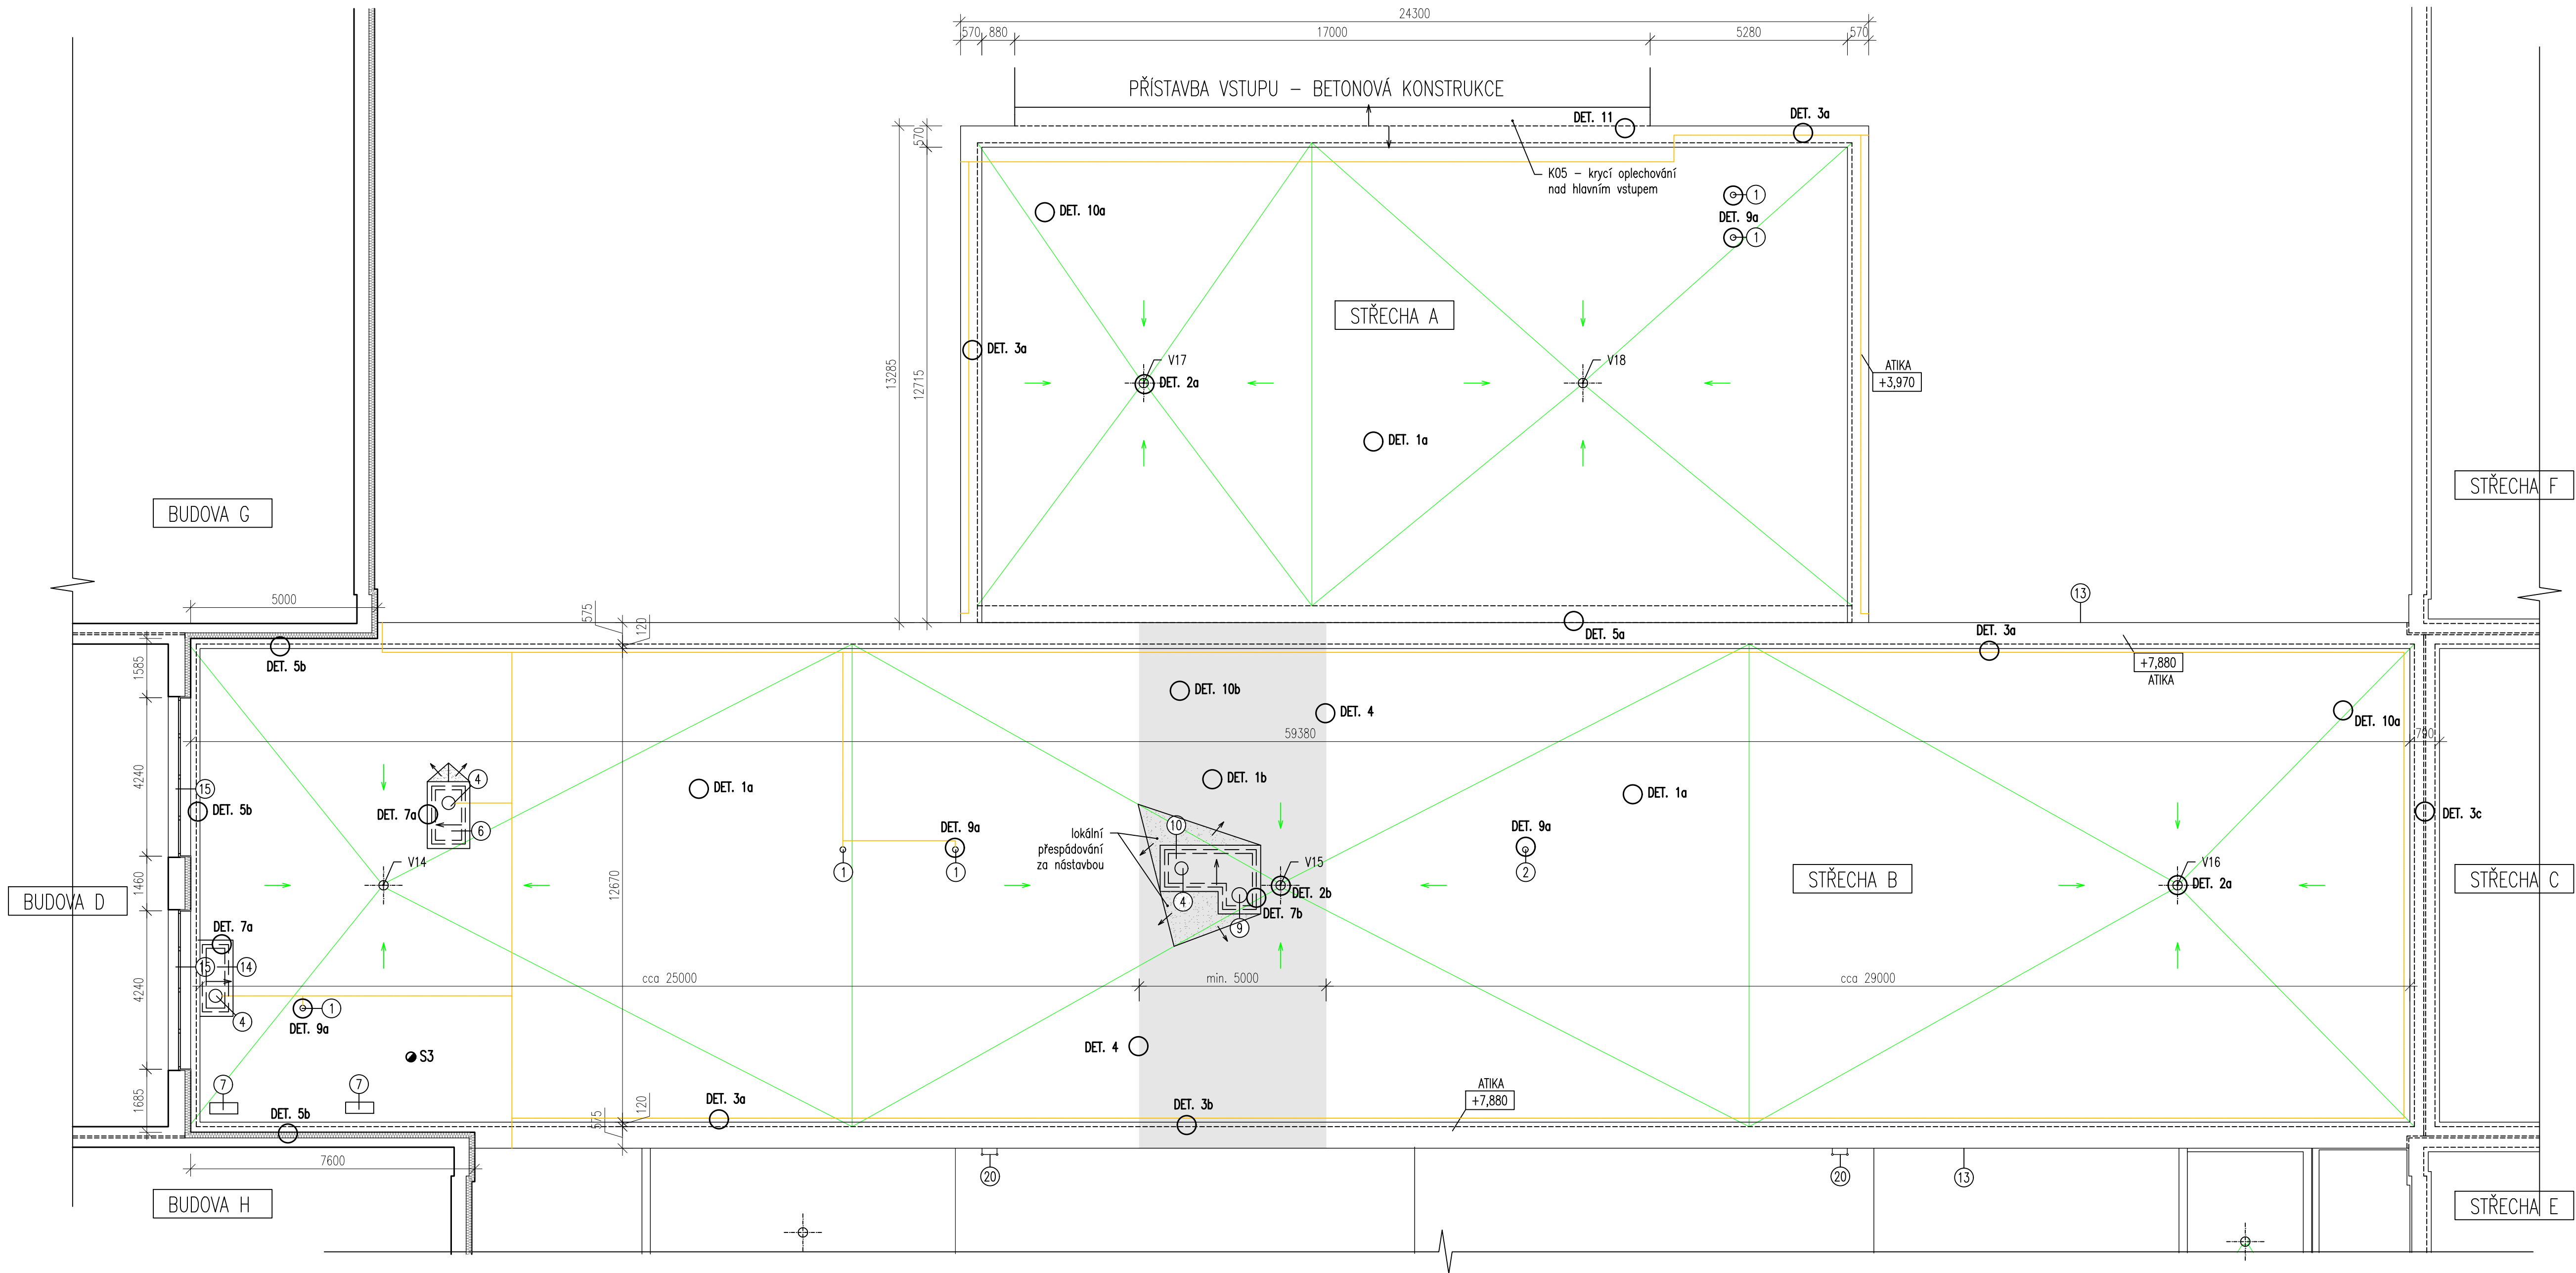 24300
570
880
17000
5280
570
PŘÍSTAVBA VSTUPU – BETONOVÁ KONSTRUKCE
DET. 11
DET. 3a
570
K05 – krycí oplechování
nad hlavním vstupem
1
DET. 9a
1
DET. 10a
STŘECHA A
13285
12715
DET. 3a
V17
DET. 2a
V18
ATIKA
+3,970
DET. 1a
BUDOVA G
STŘECHA F
5000
575
120
13
DET. 5a
DET. 3a
+7,880
ATIKA
DET. 5b
1585
DET. 10b
DET. 4
DET. 10a
59380
790
4240
15
DET. 5b
4
DET. 7a
6
DET. 1a
DET. 1b
DET. 1a
DET. 3c
lokální
přespádování
za nástavbou
10
DET. 9a
DET. 9a
V14
1
1
2
V15
V16
1460
12670
4
DET. 2b
DET. 7b
9
STŘECHA B
DET. 2a
STŘECHA C
BUDOVA D
DET. 7a
15
14
4
4240
cca 25000
min. 5000
cca 29000
1
DET. 9a
S3
DET. 4
7
7
1685
DET. 5b
575
120
DET. 3a
DET. 3b
ATIKA
+7,880
7600
20
20
13
BUDOVA H
STŘECHA E